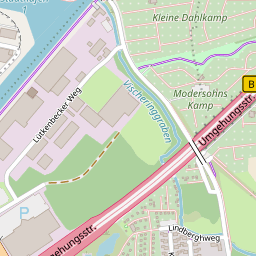 Kleine Dahlkamp
B
Modersohns
Kamp
Vischeringgraben
Lütkenbecker Weg
Umgehungsstr.
Umgehungsstr.
Lindberghweg
P